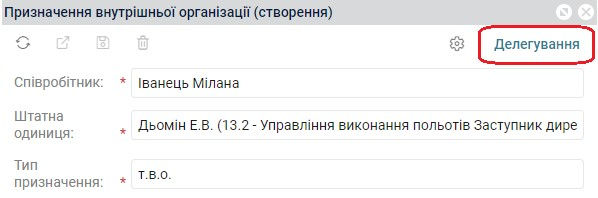 Призначення внутрішньої організації (створення)
Делегування
Співробітник: * Іванець Мілана
Штатна
одиниця: * Дьомін Е.В. (13.2 - Управління виконання польотів Заступник дире
Тип
призначення: * т.в.о.